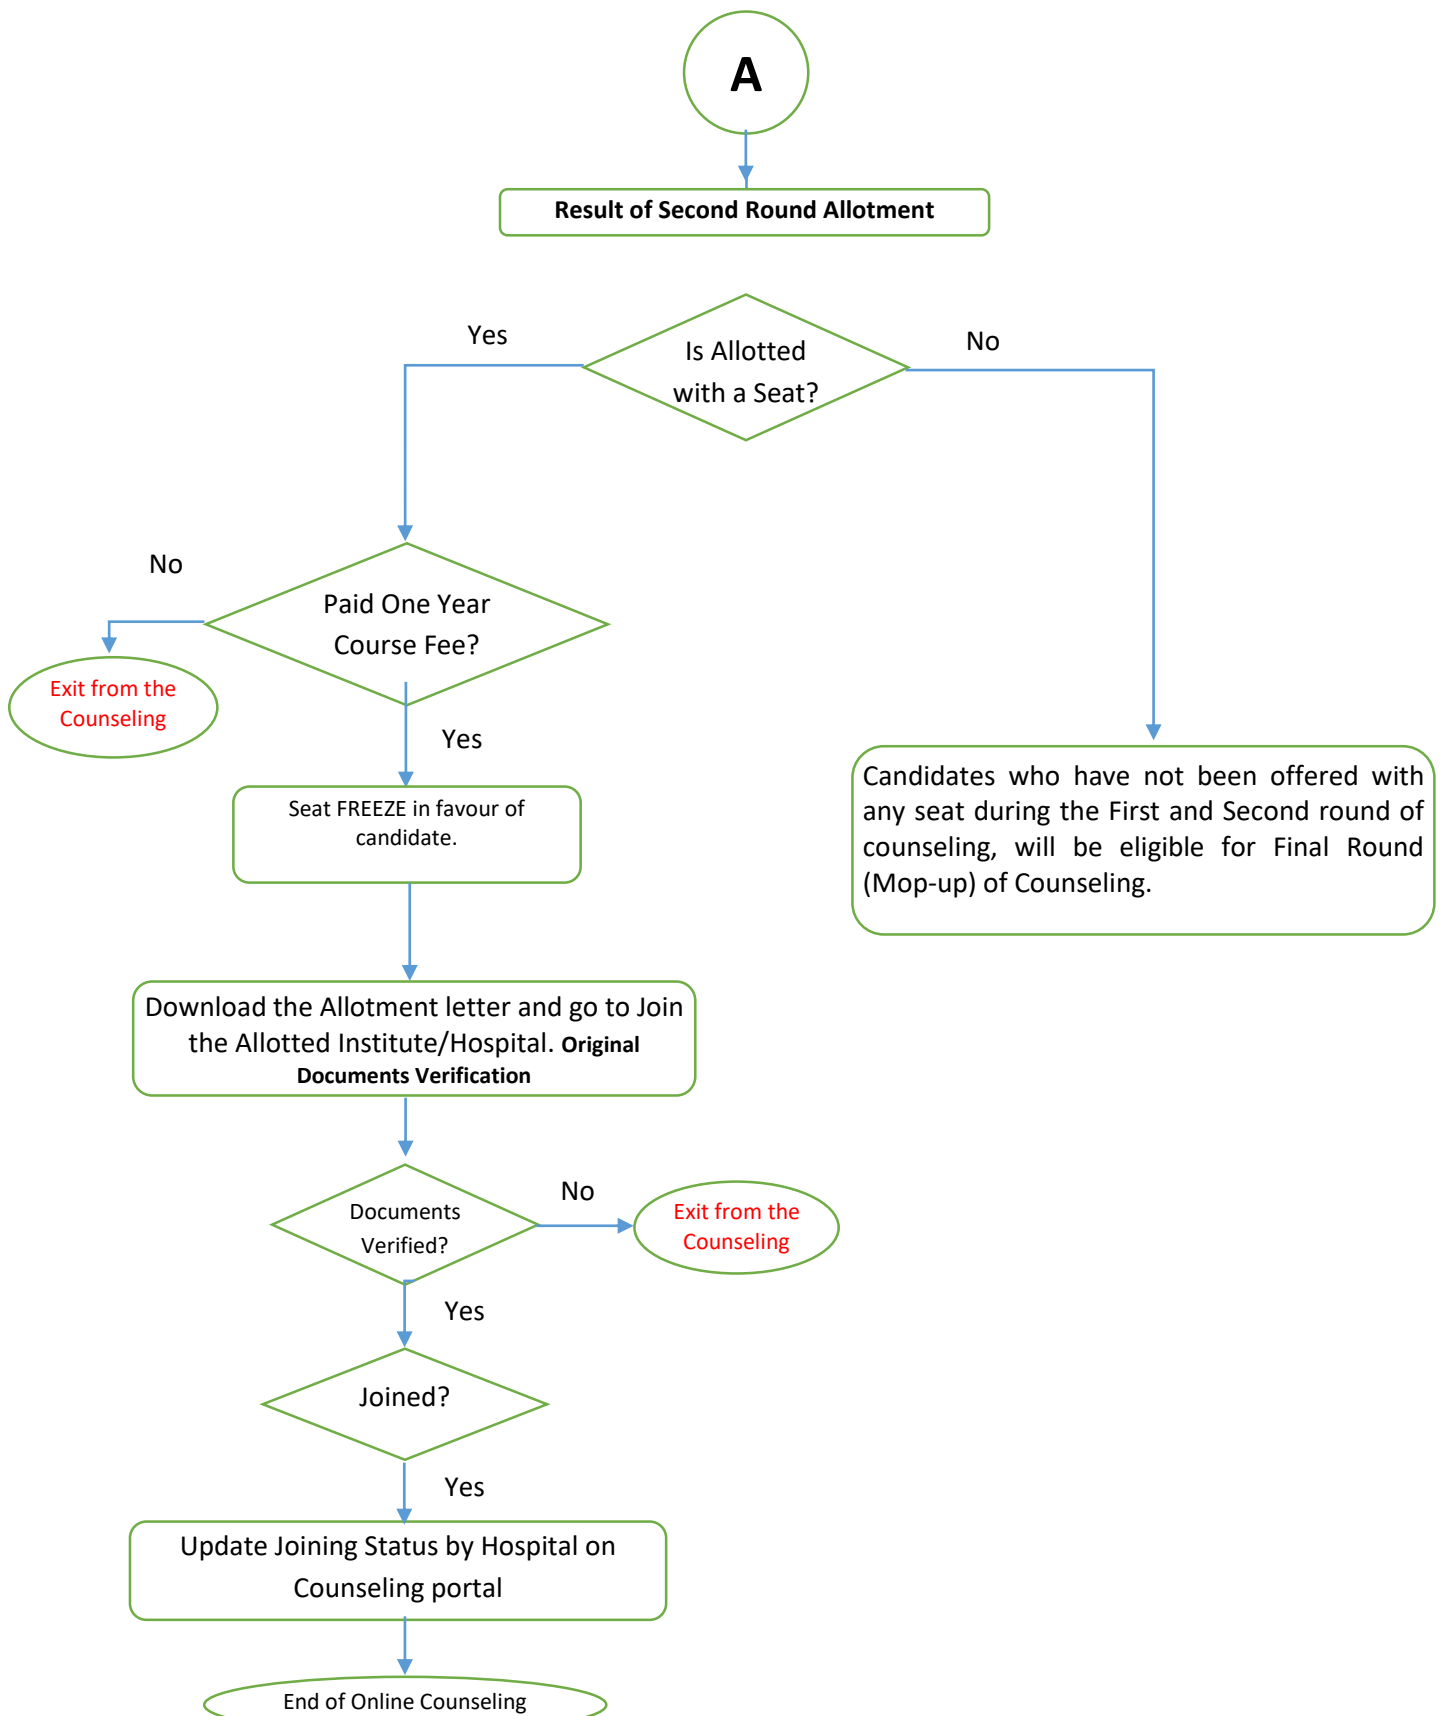 A
Result of Second Round Allotment
Yes
No
Is Allotted
with a Seat?
No
Paid One Year
Course Fee?
Exit from the
Counseling
Yes
Candidates who have not been offered with
any seat during the First and Second round of
counseling, will be eligible for Final Round
(Mop-up) of Counseling.
Seat FREEZE in favour of
candidate.
Download the Allotment letter and go to Join
the Allotted Institute/Hospital. Original
Documents Verification
Documents
Verified?
No
Exit from the
Counseling
Yes
Joined?
Yes
Update Joining Status by Hospital on
Counseling portal
End of Online Counseling